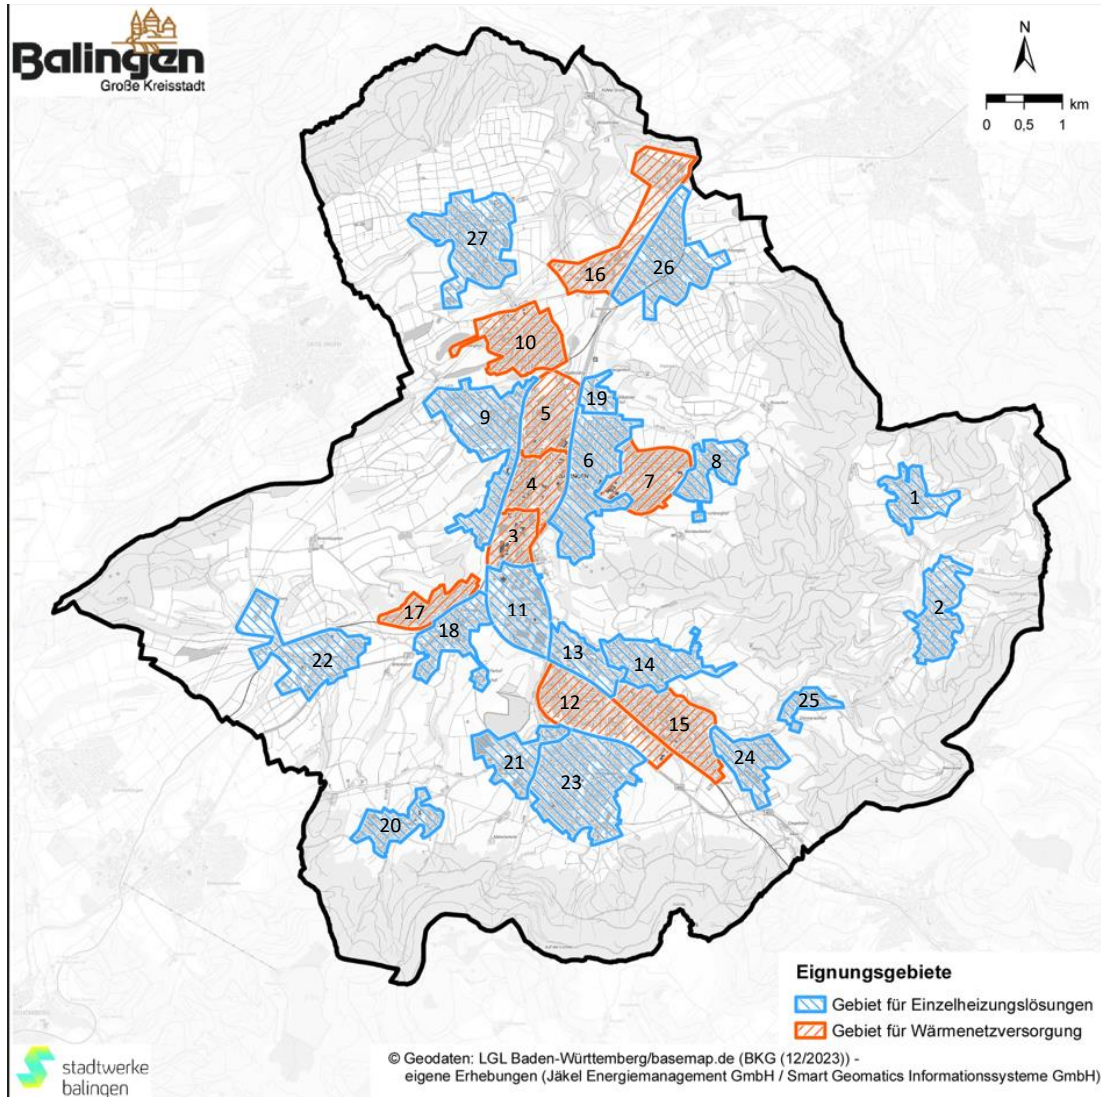 Balingen
Große Kreisstadt
N
km
0 0,5 1
27
26
16
10
19
9
5
6
8
4
7
1
3
2
17
11
18
13
14
22
12
25
15
21
24
23
20
Eignungsgebiete
Gebiet für Einzelheizungslösungen
Gebiet für Wärmenetzversorgung
© Geodaten: LGL Baden-Württemberg/basemap.de (BKG (12/2023)) -
eigene Erhebungen (Jäkel Energiemanagement GmbH / Smart Geomatics Informationssysteme GmbH)
stadtwerke
balingen